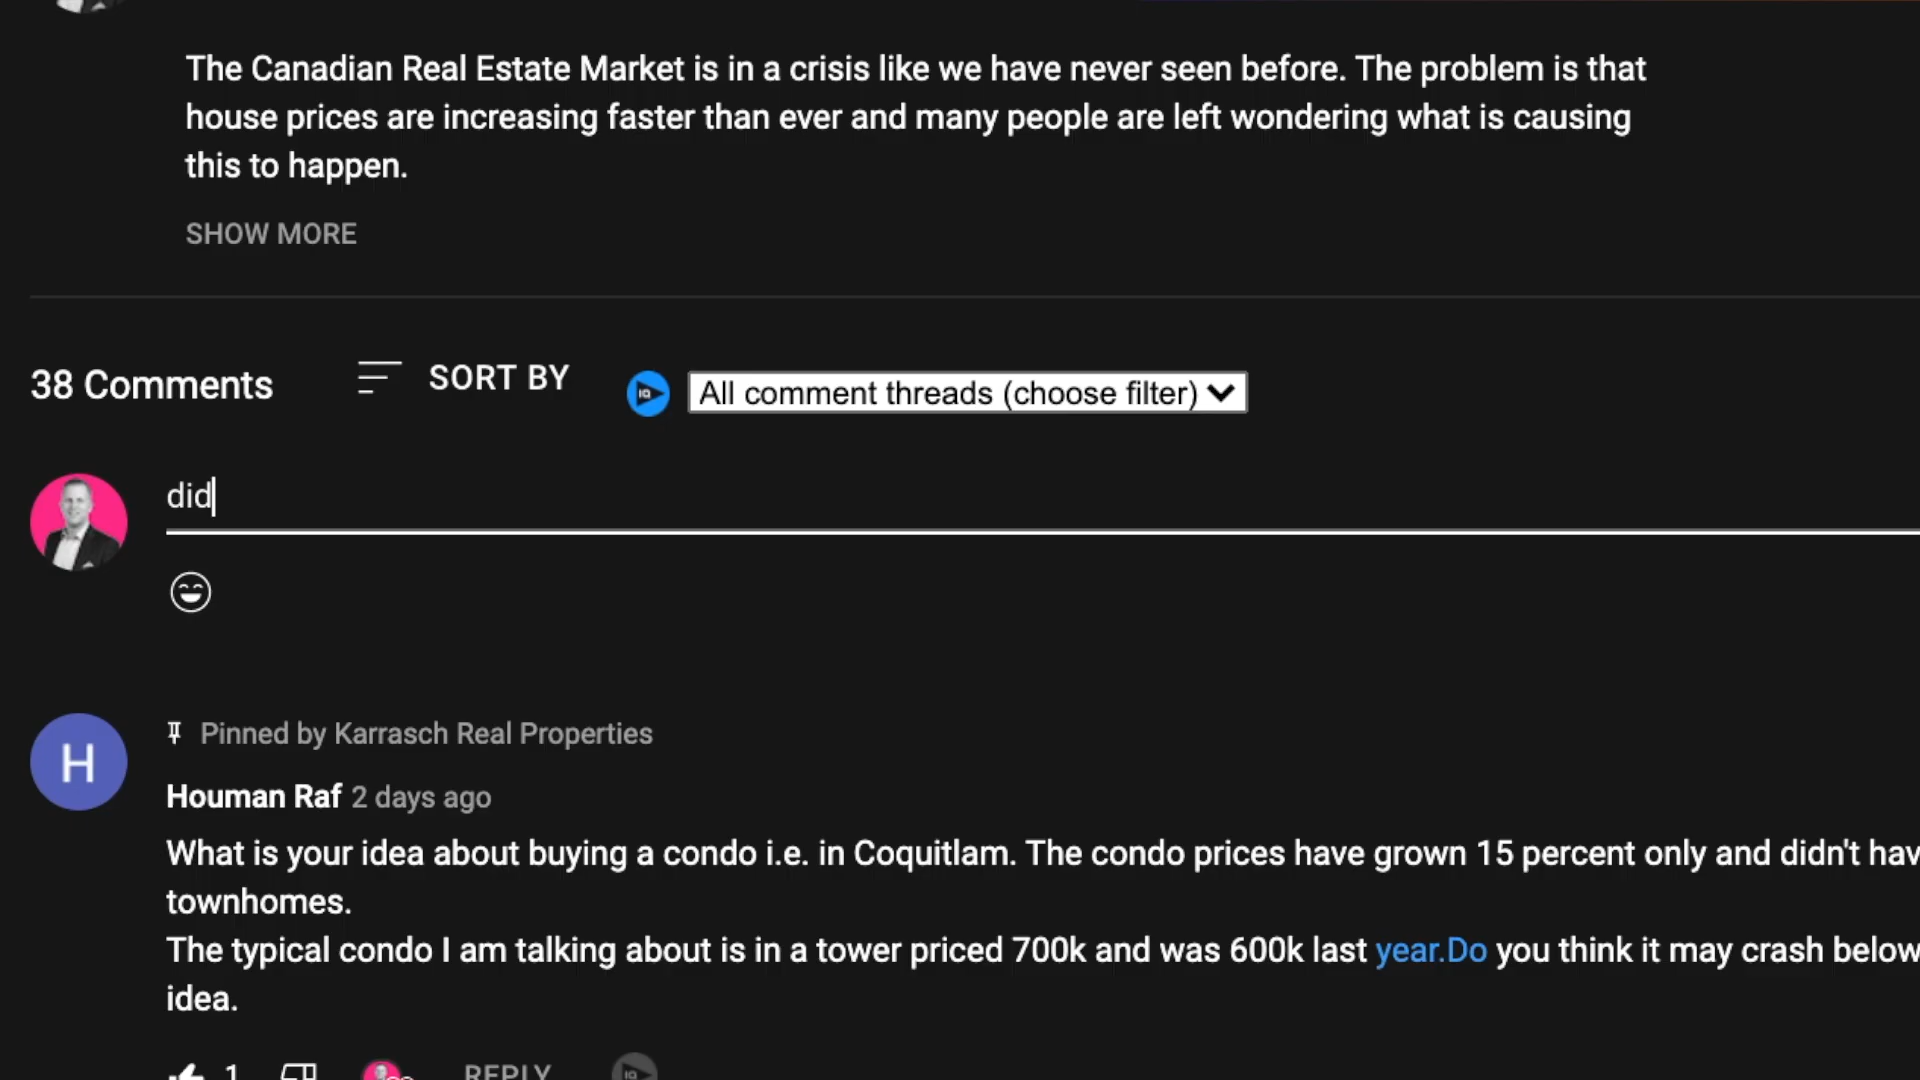 The Canadian Real Estate Market is in a crisis like we have never seen before. The problem is that
house prices are increasing faster than ever and many people are left wondering what is causing
this to happen.
SHOW MORE
38 Comments
SORT BY
IQ
All comment threads (choose filter)
did
H
Pinned by Karrasch Real Properties
Houman Raf 2 days ago
What is your idea about buying a condo i.e. in Coquitlam. The condo prices have grown 15 percent only and didn't hav
townhomes.
The typical condo I am talking about is in a tower priced 700k and was 600k last year.Do you think it may crash below
idea.
1
REPLY
IQ